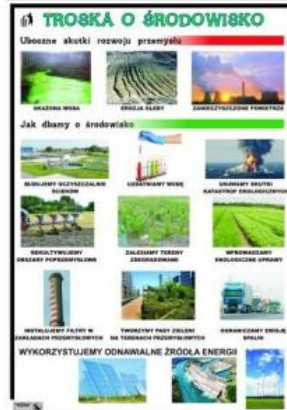 TROSKA O ŚRODOWISKO
Uboczne skutki rozwoju przemysłu
SKAŻONA WODA
EROZJA GLEBY
ZANIECZYSZCZONE POWIETRZE
Jak dbamy o środowisko
BUDUJEMY OCZYSZCZALNIE
ŚCIEKÓW
UZDATNIAMY WODĘ
USUWAMY SKUTKI
KATASTROF EKOLOGICZNYCH
REKULTYWUJEMY
OBSZARY POPRZEMYSŁOWE
ZALESIAMY TERENY
ZDEGRADOWANE
WPROWADZAMY
EKOLOGICZNE UPRAWY
INSTALUJEMY FILTRY W
ZAKŁADACH PRZEMYSŁOWYCH
TWORZYMY PASY ZIELENI
NA TERENACH PRZEMYSŁOWYCH
OGRANICZAMY EMISJĘ
SPALIN
WYKORZYSTUJEMY ODNAWIALNE ŹRÓDŁA ENERGII